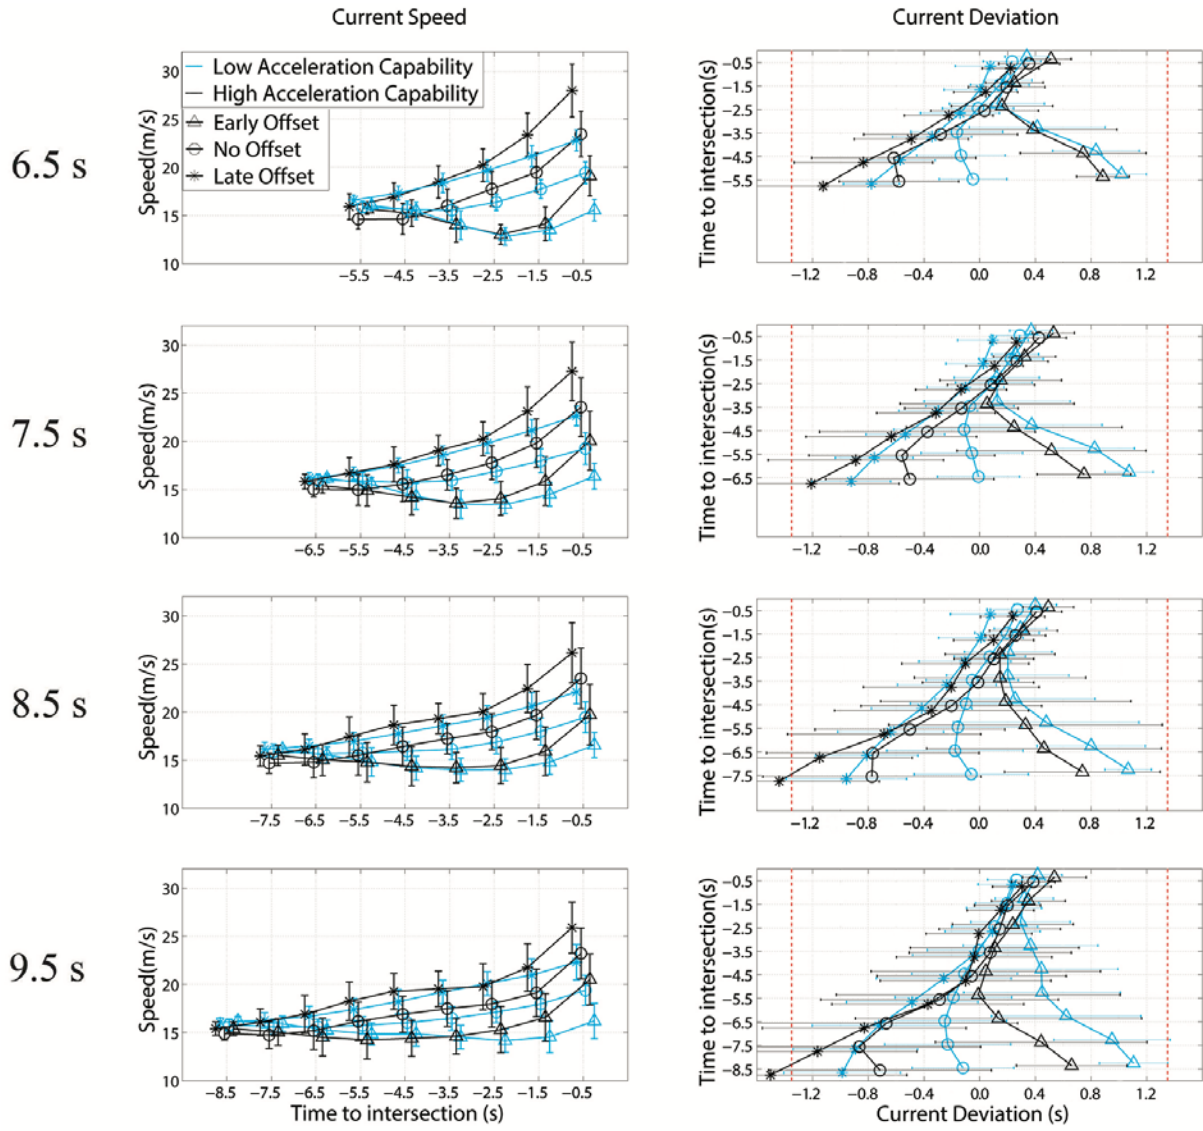 Current Speed
Current Deviation
6.5 s
Speed(m/s)
30
25
20
15
10
Low Acceleration Capability
High Acceleration Capability
Early Offset
No Offset
Late Offset
−5.5 −4.5 −3.5 −2.5 −1.5 −0.5
Time to intersection(s)
−0.5
−1.5
−2.5
−3.5
−4.5
−5.5
−1.2 −0.8 −0.4 0.0 0.4 0.8 1.2
7.5 s
Speed(m/s)
30
25
20
15
10
−6.5 −5.5 −4.5 −3.5 −2.5 −1.5 −0.5
Time to intersection(s)
−0.5
−1.5
−2.5
−3.5
−4.5
−5.5
−6.5
−1.2 −0.8 −0.4 0.0 0.4 0.8 1.2
8.5 s
Speed(m/s)
30
25
20
15
10
−7.5 −6.5 −5.5 −4.5 −3.5 −2.5 −1.5 −0.5
Time to intersection(s)
−0.5
−1.5
−2.5
−3.5
−4.5
−5.5
−6.5
−7.5
−1.2 −0.8 −0.4 0.0 0.4 0.8 1.2
9.5 s
Speed(m/s)
30
25
20
15
10
−8.5 −7.5 −6.5 −5.5 −4.5 −3.5 −2.5 −1.5 −0.5
Time to intersection (s)
Time to intersection(s)
−0.5
−1.5
−2.5
−3.5
−4.5
−5.5
−6.5
−7.5
−8.5
−1.2 −0.8 −0.4 0.0 0.4 0.8 1.2
Current Deviation (s)